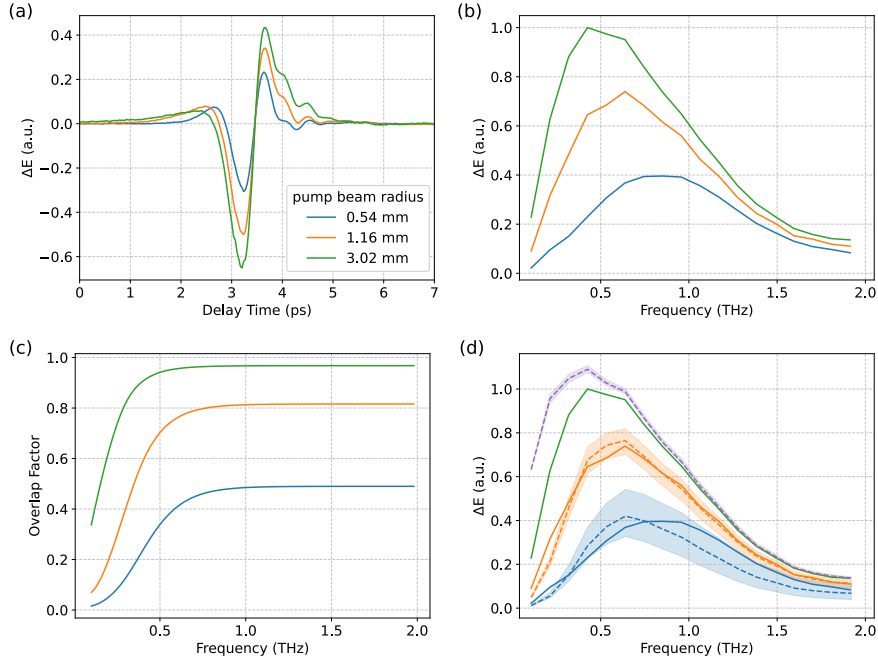 (a)
ΔE (a.u.)
0.4
0.2
0.0
−0.2
−0.4
−0.6
pump beam radius
0.54 mm
1.16 mm
3.02 mm
0 1 2 3 4 5 6 7
Delay Time (ps)
(b)
ΔE (a.u.)
1.0
0.8
0.6
0.4
0.2
0.0
0.5 1.0 1.5 2.0
Frequency (THz)
(c)
Overlap Factor
1.0
0.8
0.6
0.4
0.2
0.0
0.5 1.0 1.5 2.0
Frequency (THz)
(d)
ΔE (a.u.)
1.0
0.8
0.6
0.4
0.2
0.0
0.5 1.0 1.5 2.0
Frequency (THz)